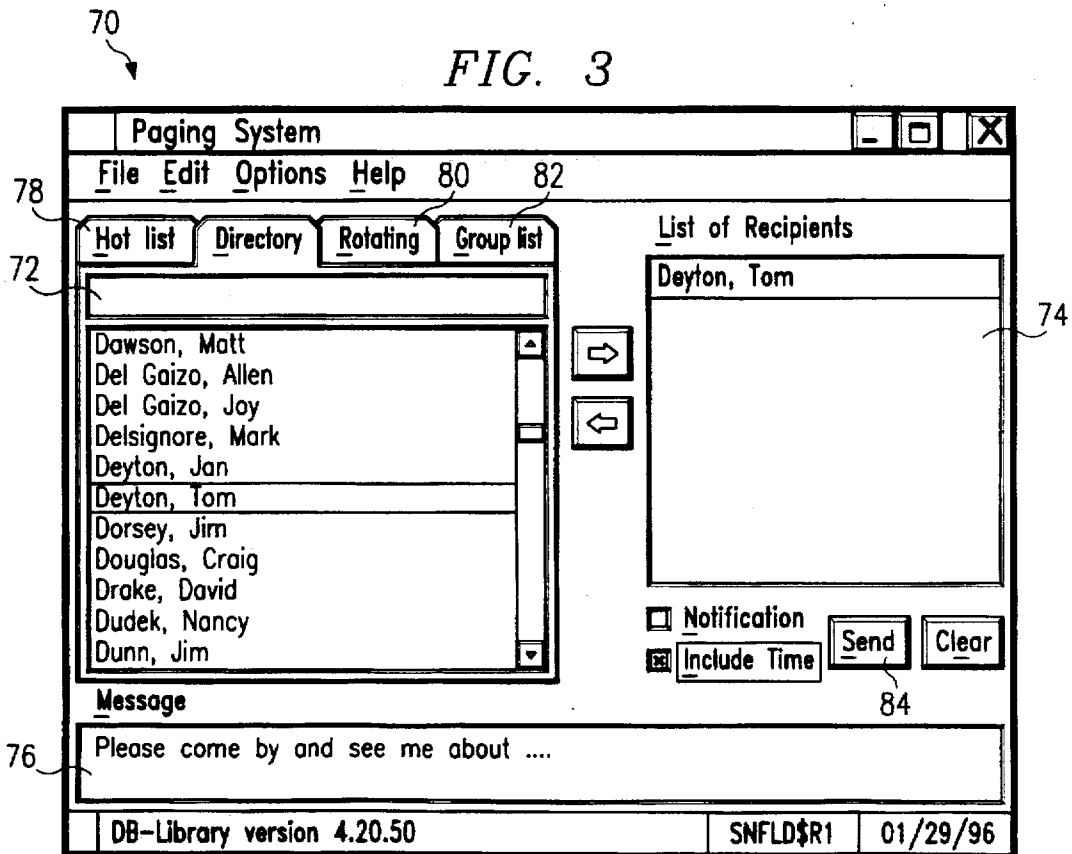 70
FIG. 3
Paging System
File Edit Options Help
78
80
82
Hot list Directory Rotating Group list
List of Recipients
72
Deyton, Tom
74
Dawson, Matt
Del Gaizo, Allen
Del Gaizo, Joy
Delsignore, Mark
Deyton, Jan
Deyton, Tom
Dorsey, Jim
Douglas, Craig
Drake, David
Dudek, Nancy
Dunn, Jim
Notification
Include Time
Send
Clear
84
Message
76
Please come by and see me about ....
DB-Library version 4.20.50
SNFLD$R1
01/29/96